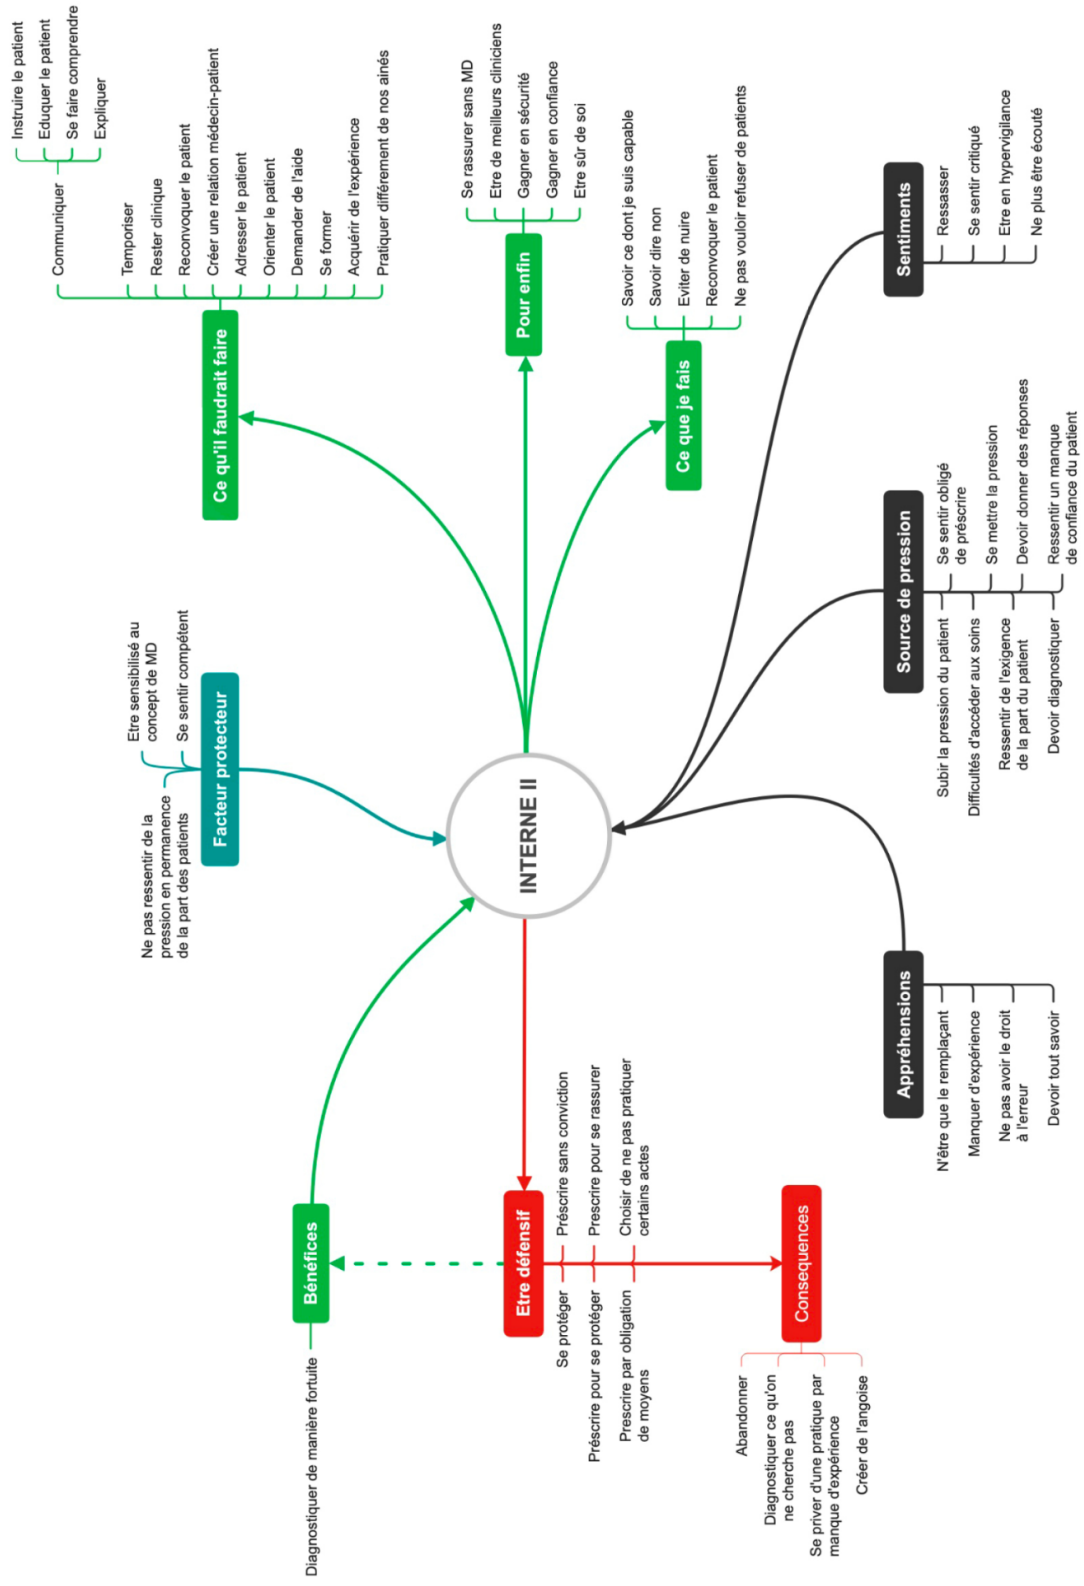 Diagnostiquer de manière fortuite
Bénéfices
Ne pas ressentir de la
pression en permanence
de la part des patients
Etre sensibilisé au
concept de MD
Se sentir compétent
Facteur protecteur
Ce qu'il faudrait faire
Communiquer
Instruire le patient
Eduquer le patient
Se faire comprendre
Expliquer
Temporiser
Rester clinique
Reconvoquer le patient
Créer une relation médecin-patient
Adresser le patient
Orienter le patient
Demander de l'aide
Se former
Acquérir de l'expérience
Pratiquer différement de nos ainés
INTERNE II
Pour enfin
Se rassurer sans MD
Etre de meilleurs cliniciens
Gagner en sécurité
Gagner en confiance
Etre sûr de soi
Ce que je fais
Savoir ce dont je suis capable
Savoir dire non
Eviter de nuire
Reconvoquer le patient
Ne pas vouloir refuser de patients
Etre défensif
Se protéger
Préscrire sans conviction
Préscrire pour se protéger
Prescrire pour se rassurer
Prescrire par obligation
de moyens
Choisir de ne pas pratiquer
certains actes
Consequences
Abandonner
Diagnostiquer ce qu'on
ne cherche pas
Se priver d'une pratique par
manque d'expérience
Créer de l'angoise
Appréhensions
N'être que le remplaçant
Manquer d'expérience
Ne pas avoir le droit
à l'erreur
Devoir tout savoir
Source de pression
Subir la pression du patient
Se sentir obligé
de préscrire
Difficultés d'accéder aux soins
Se mettre la pression
Ressentir de l'exigence
de la part du patient
Devoir donner des réponses
Devoir diagnostiquer
Ressentir un manque
de confiance du patient
Sentiments
Ressasser
Se sentir critiqué
Etre en hypervigilance
Ne plus être écouté